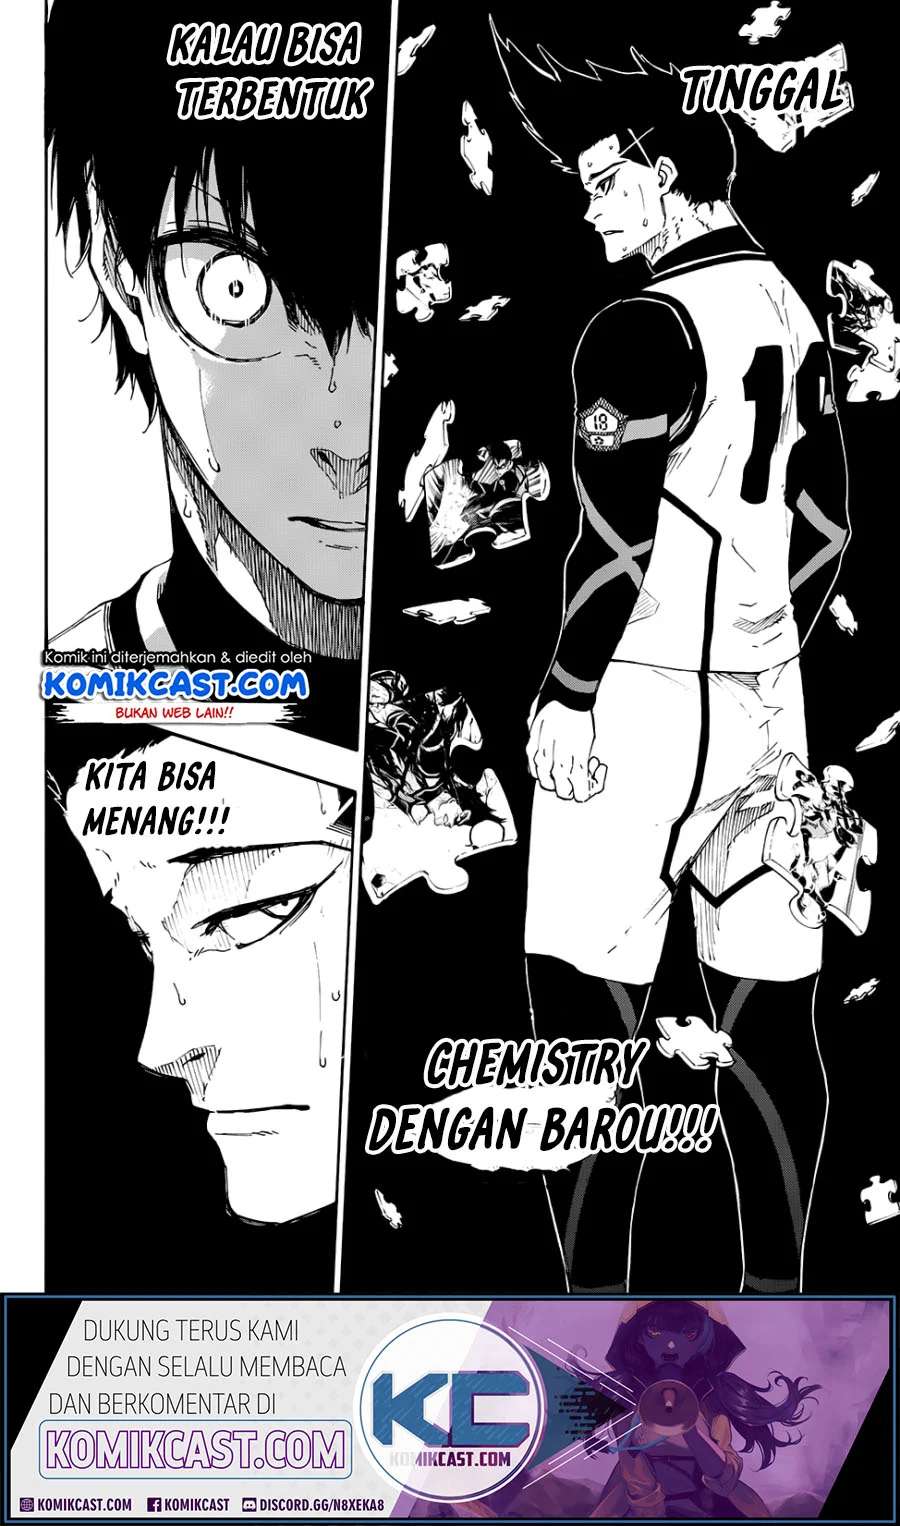 TINGGAL
KALAU BISA
TERBENTUK
19
CHEMISTRY
DENGAN BAROU!!!
Komik ini diterjemahkan & diedit oleh
KOMIKCAST.COM
BUKAN WEB LAIN!!
KITA BISA
MENANG!!!
DUKUNG TERUS KAMI
DENGAN SELALU MEMBACA
DAN BERKOMENTAR DI
KOMIKCAST.COM
KC
KOMIKCAST.COM
KOMIKCAST.COM KOMIKCAST DISCORD.GG/N8XEKA8